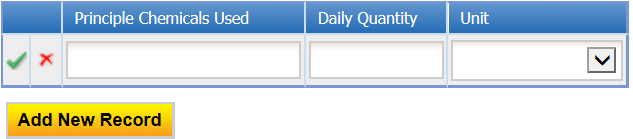 Principle Chemicals Used Daily Quantity Unit
Add New Record